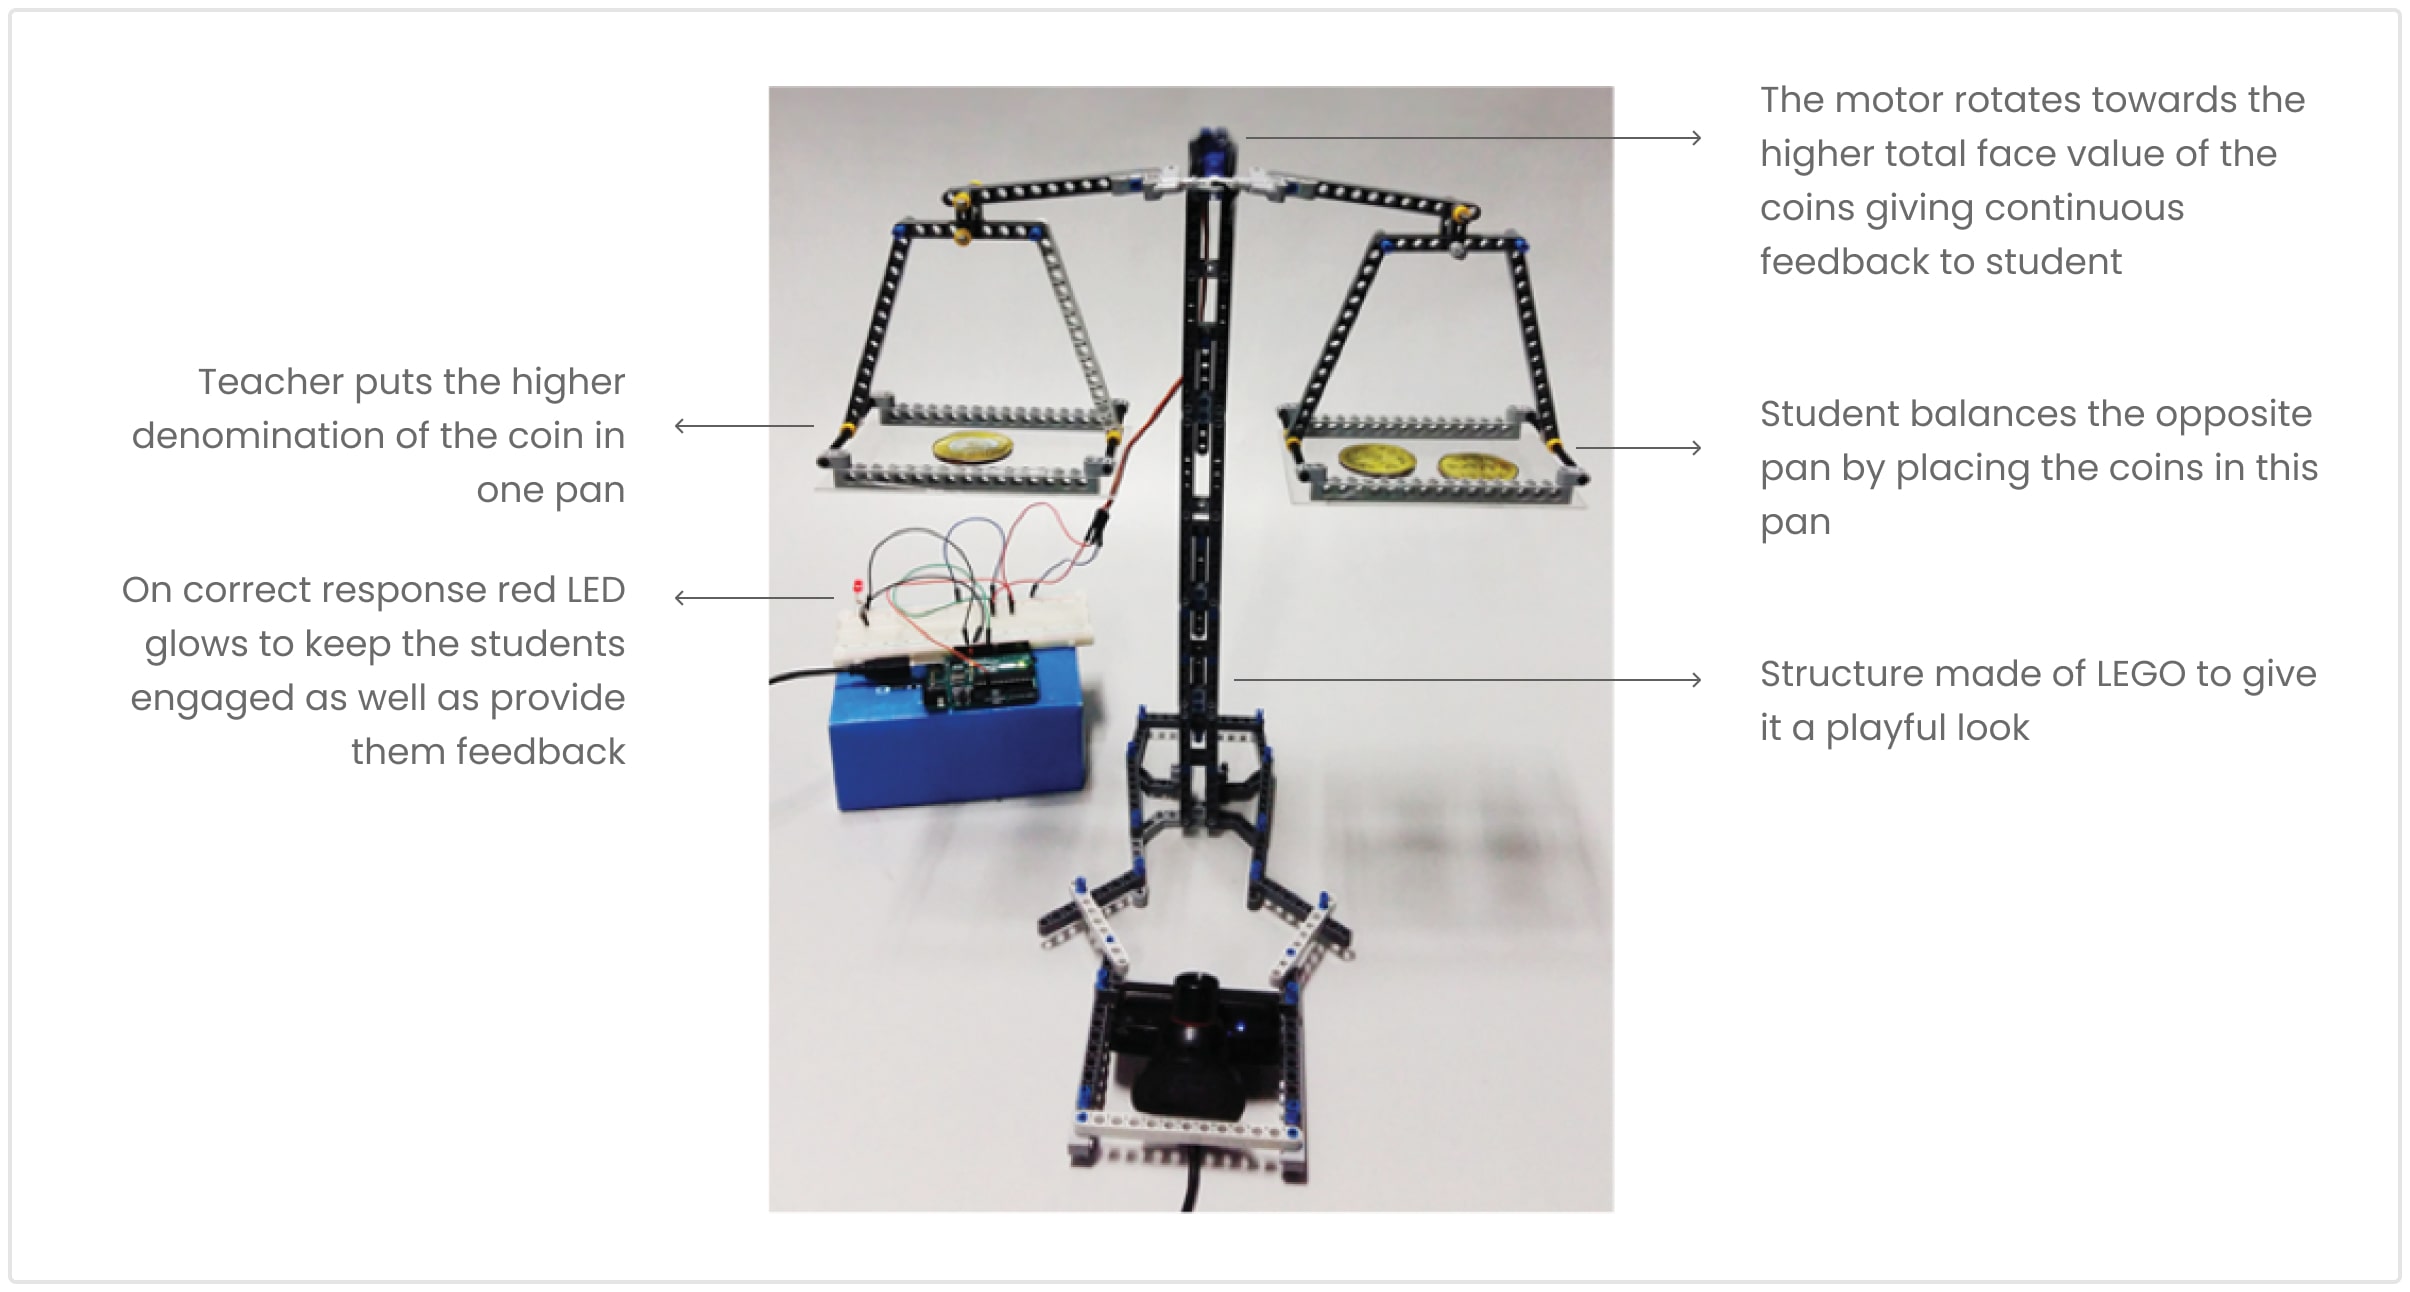 The motor rotates towards the
higher total face value of the
coins giving continuous
feedback to student
Teacher puts the higher
denomination of the coin in
one pan
Student balances the opposite
pan by placing the coins in this
pan
On correct response red LED
glows to keep the students
engaged as well as provide
them feedback
Structure made of LEGO to give
it a playful look